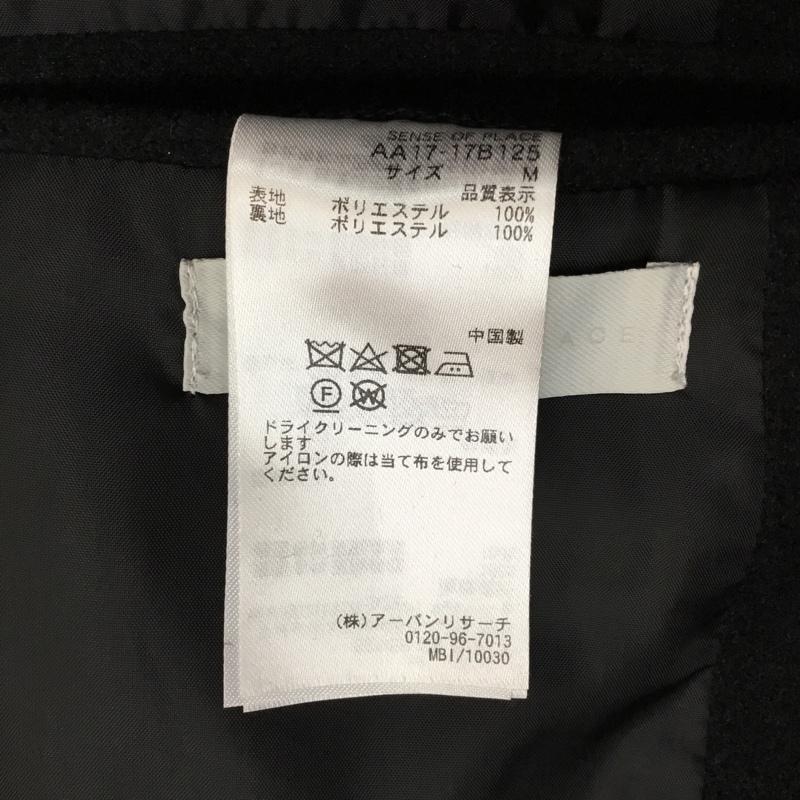 SENSE OF PLACE
AA17-17B125
サイズ M
品質表示
表地 ポリエステル 100%
裏地 ポリエステル 100%
中国製
ACE
F W
ドライクリーニングのみでお願い
します
アイロンの際は当て布を使用して
ください。
(株)アーバンリサーチ
0120-96-7013
MBI/10030